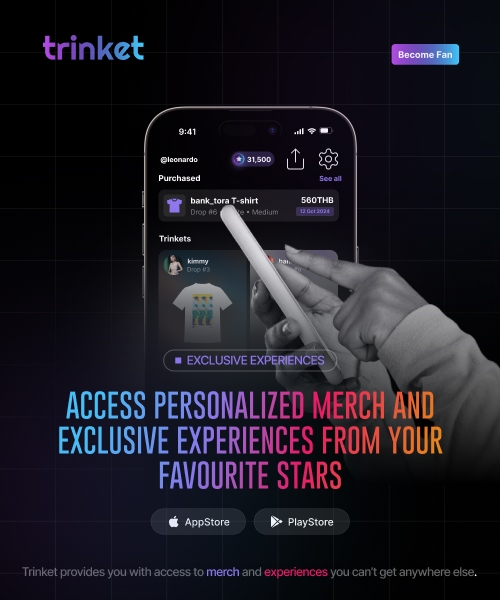 trinket
Become Fan
9:41
@leonardo
31,500
Purchased
See all
bank_tora T-shirt
560THB
Drop #6
• Medium
12 Oct 2024
Trinkets
kimmy
Drop #3
EXCLUSIVE EXPERIENCES
ACCESS PERSONALIZED MERCH AND
EXCLUSIVE EXPERIENCES FROM YOUR
FAVOURITE STARS
AppStore
PlayStore
Trinket provides you with access to merch and experiences you can't get anywhere else.